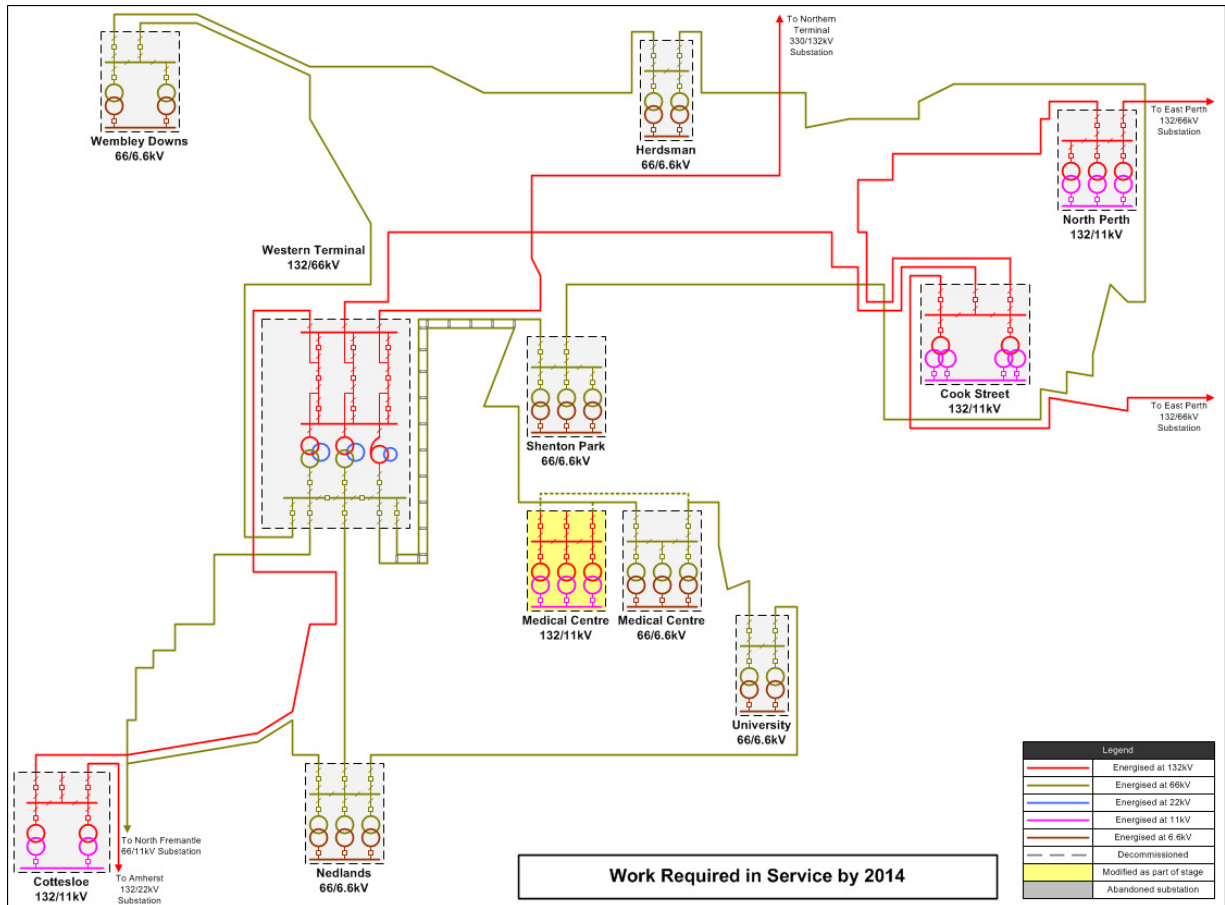 To Northern
Terminal
330/132kV
Substation
Wembley Downs
66/6.6kV
Herdsman
66/6.6kV
To East Perth
132/66kV
Substation
North Perth
132/11kV
Western Terminal
132/66kV
Cook Street
132/11kV
To East Perth
132/66kV
Substation
Shenton Park
66/6.6kV
Medical Centre
132/11kV
Medical Centre
66/6.6kV
University
66/6.6kV
To North Fremantle
66/11kV Substation
Cottesloe
132/11kV
To Amherst
132/22kV
Substation
Nedlands
66/6.6kV
Work Required in Service by 2014
Legend
Energised at 132kV
Energised at 66kV
Energised at 22kV
Energised at 11kV
Energised at 6.6kV
Decommissioned
Modified as part of stage
Abandoned substation